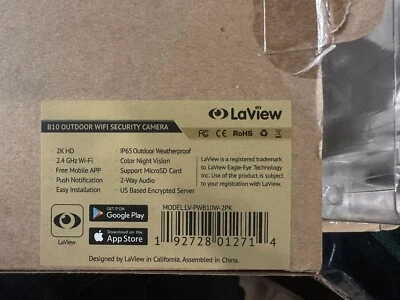 LaView
B10 OUTDOOR WIFI SECURITY CAMERA
FC CE RoHS
2K HD
2.4 GHz Wi-Fi
Free Mobile APP
Push Notification
Easy Installation
IP65 Outdoor Weatherproof
Color Night Vision
Support MicroSD Card
2-Way Audio
US Based Encrypted Server
LaView is a registered trademark
to LaView Eagle-Eye Technology
Inc. Use of the product is subject
to your registration with LaView.
LaView
GET IT ON
Google Play
Download on the
App Store
MODEL:LV-PWB10W-2PK
1 92728 01271 4
Designed by LaView in California. Assembled in China.